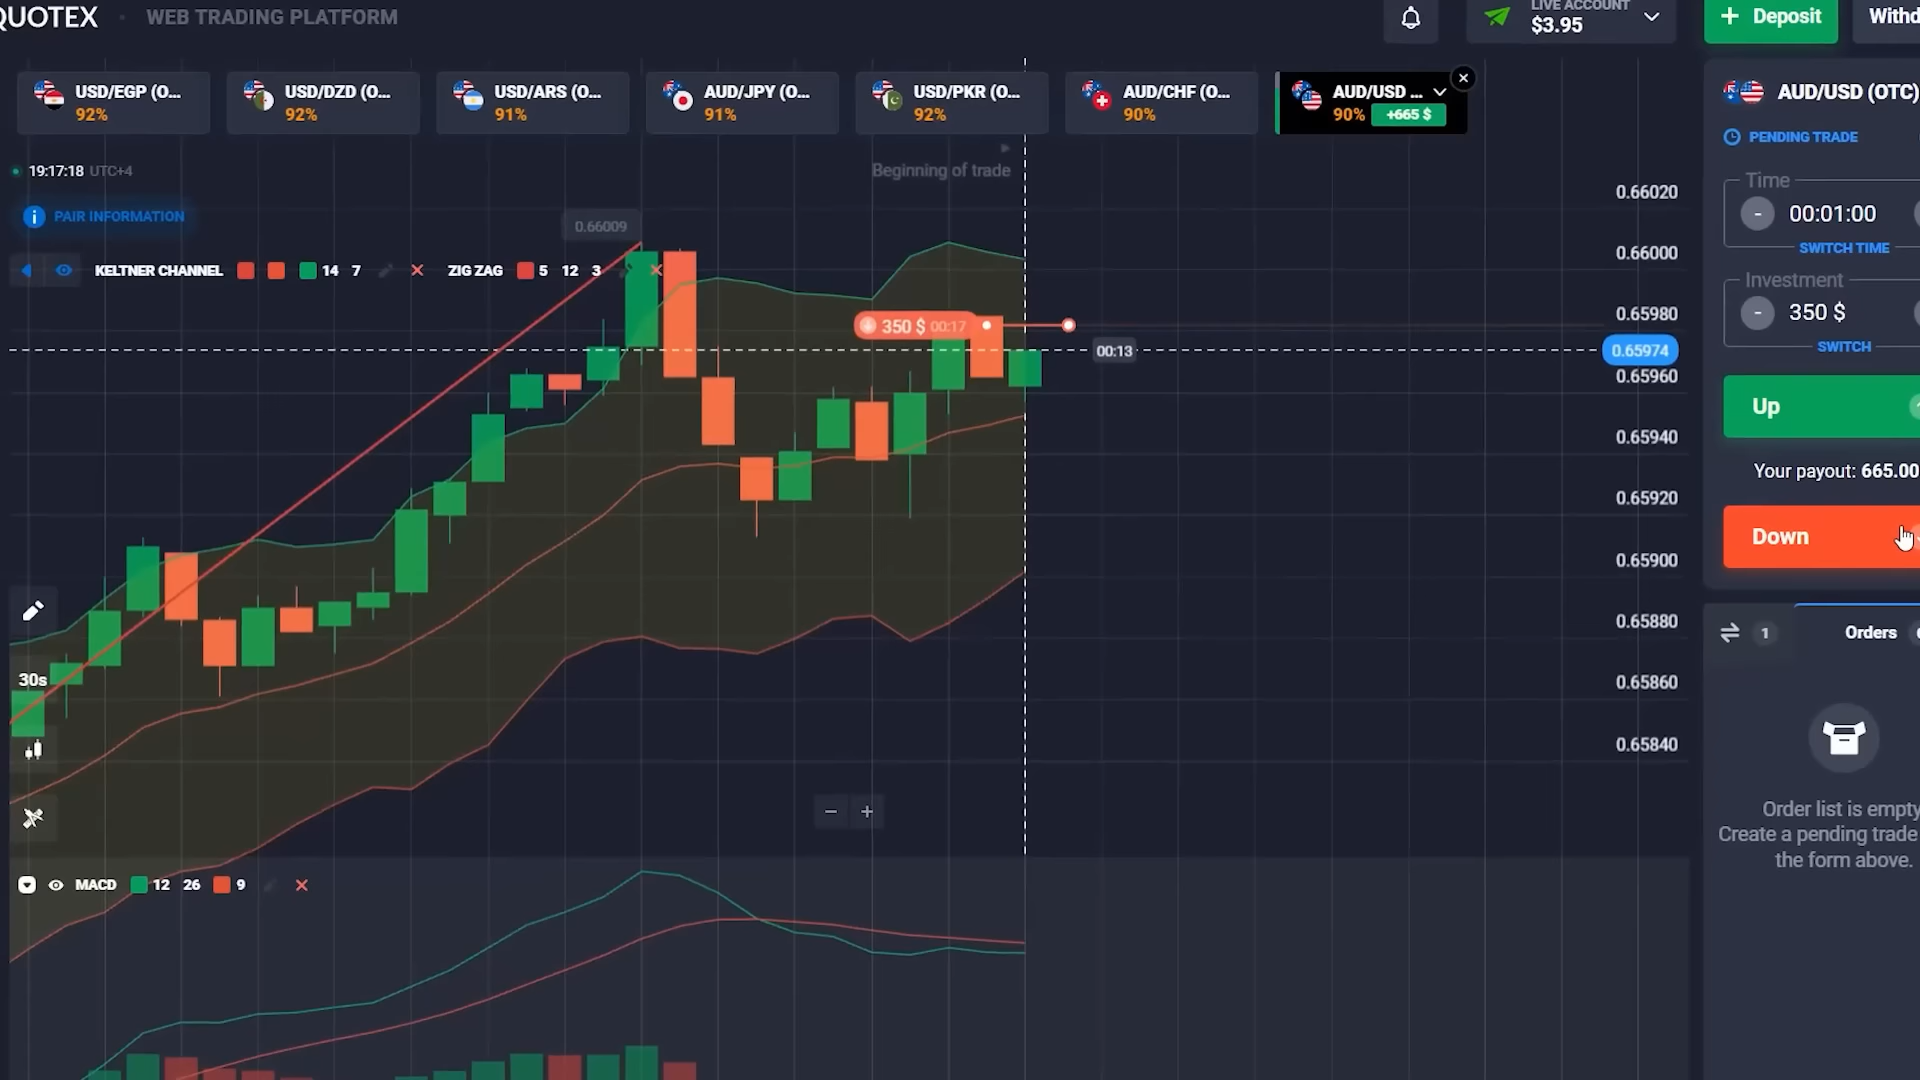 QUOTEX
WEB TRADING PLATFORM
LIVE ACCOUNT
$3.95
Deposit
Withd
USD/EGP (O...
92%
USD/DZD (O...
92%
USD/ARS (O...
91%
AUD/JPY (O...
91%
USD/PKR (O...
92%
AUD/CHF (O...
90%
AUD/USD ...
90% +665 $
19:17:18 UTC+4
PAIR INFORMATION
Beginning of trade
0.66009
KELTNER CHANNEL 14 7
ZIG ZAG 5 12 3
350 $ 00:17
00:13
0.66020
0.66000
0.65980
0.65974
0.65960
0.65940
0.65920
0.65900
0.65880
0.65860
0.65840
30s
MACD 12 26 9
AUD/USD (OTC)
PENDING TRADE
Time
- 00:01:00
SWITCH TIME
Investment
- 350 $
SWITCH
Up
Your payout: 665.00
Down
1
Orders
Order list is empty
Create a pending trade
the form above.